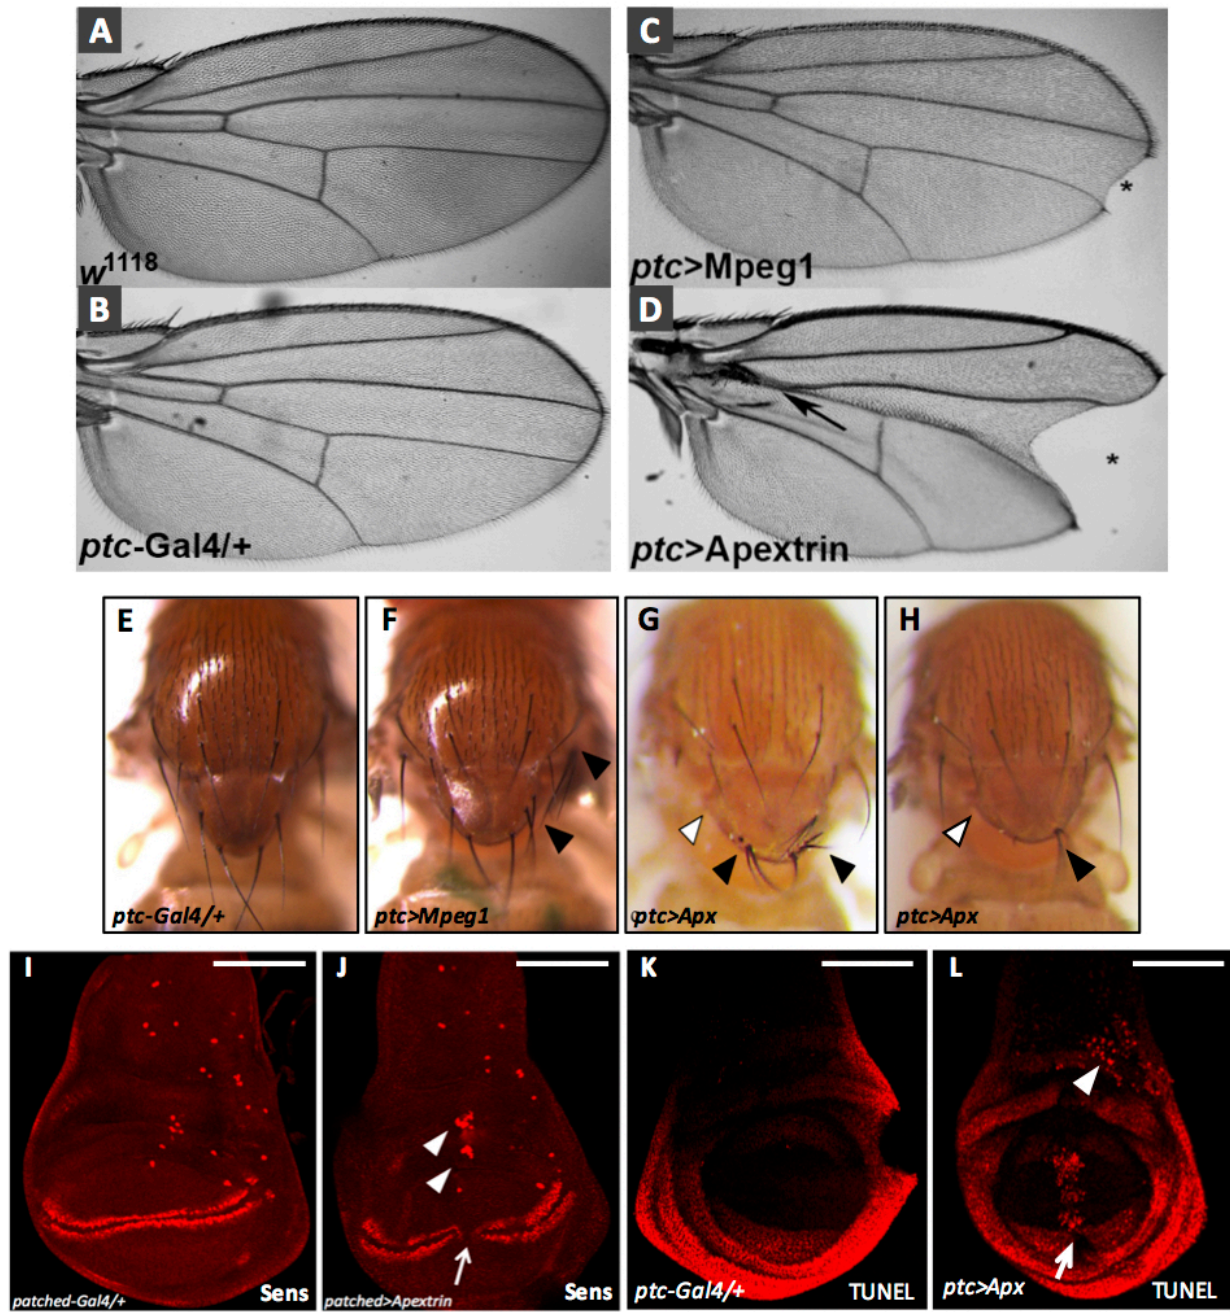 A
w1118
B
ptc-Gal4/+
C
*
ptc>Mpeg1
D
*
ptc>Apextrin
E
ptc-Gal4/+
F
ptc>Mpeg1
G
ptc>Apx
H
ptc>Apx
I
patched-Gal4/+
Sens
J
patched>Apextrin
Sens
K
ptc-Gal4/+
TUNEL
L
ptc>Apx
TUNEL